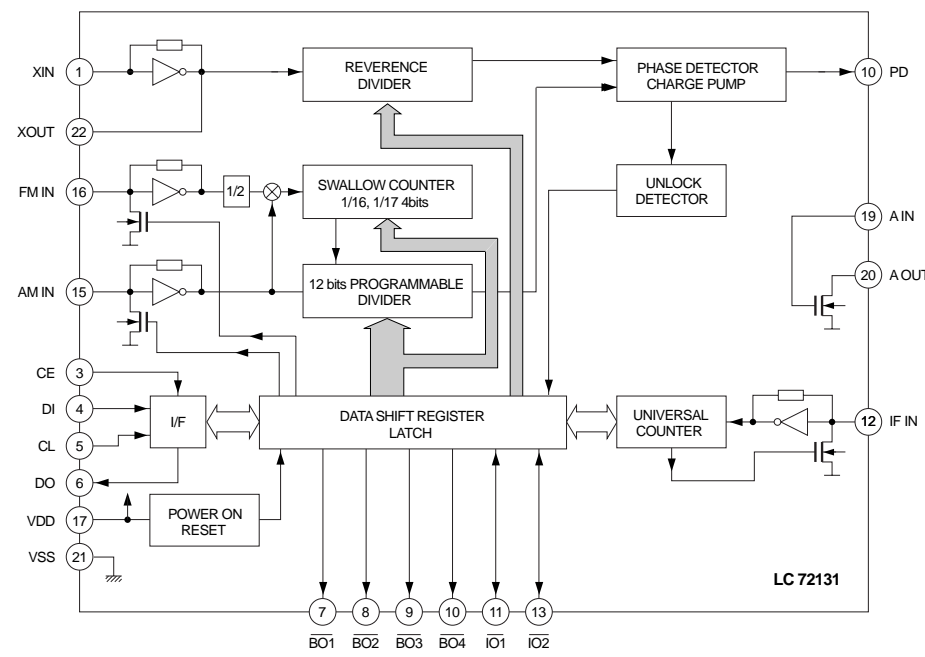 XIN
1
REVERENCE
DIVIDER
PHASE DETECTOR
CHARGE PUMP
10
PD
XOUT
22
FM IN
16
1/2
SWALLOW COUNTER
1/16, 1/17 4bits
UNLOCK
DETECTOR
19
A IN
20
A OUT
AM IN
15
12 bits PROGRAMMABLE
DIVIDER
CE
3
DI
4
I/F
DATA SHIFT REGISTER
LATCH
UNIVERSAL
COUNTER
12
IF IN
CL
5
DO
6
VDD
17
POWER ON
RESET
VSS
21
LC 72131
7
8
9
10
11
13
BO1
BO2
BO3
BO4
IO1
IO2